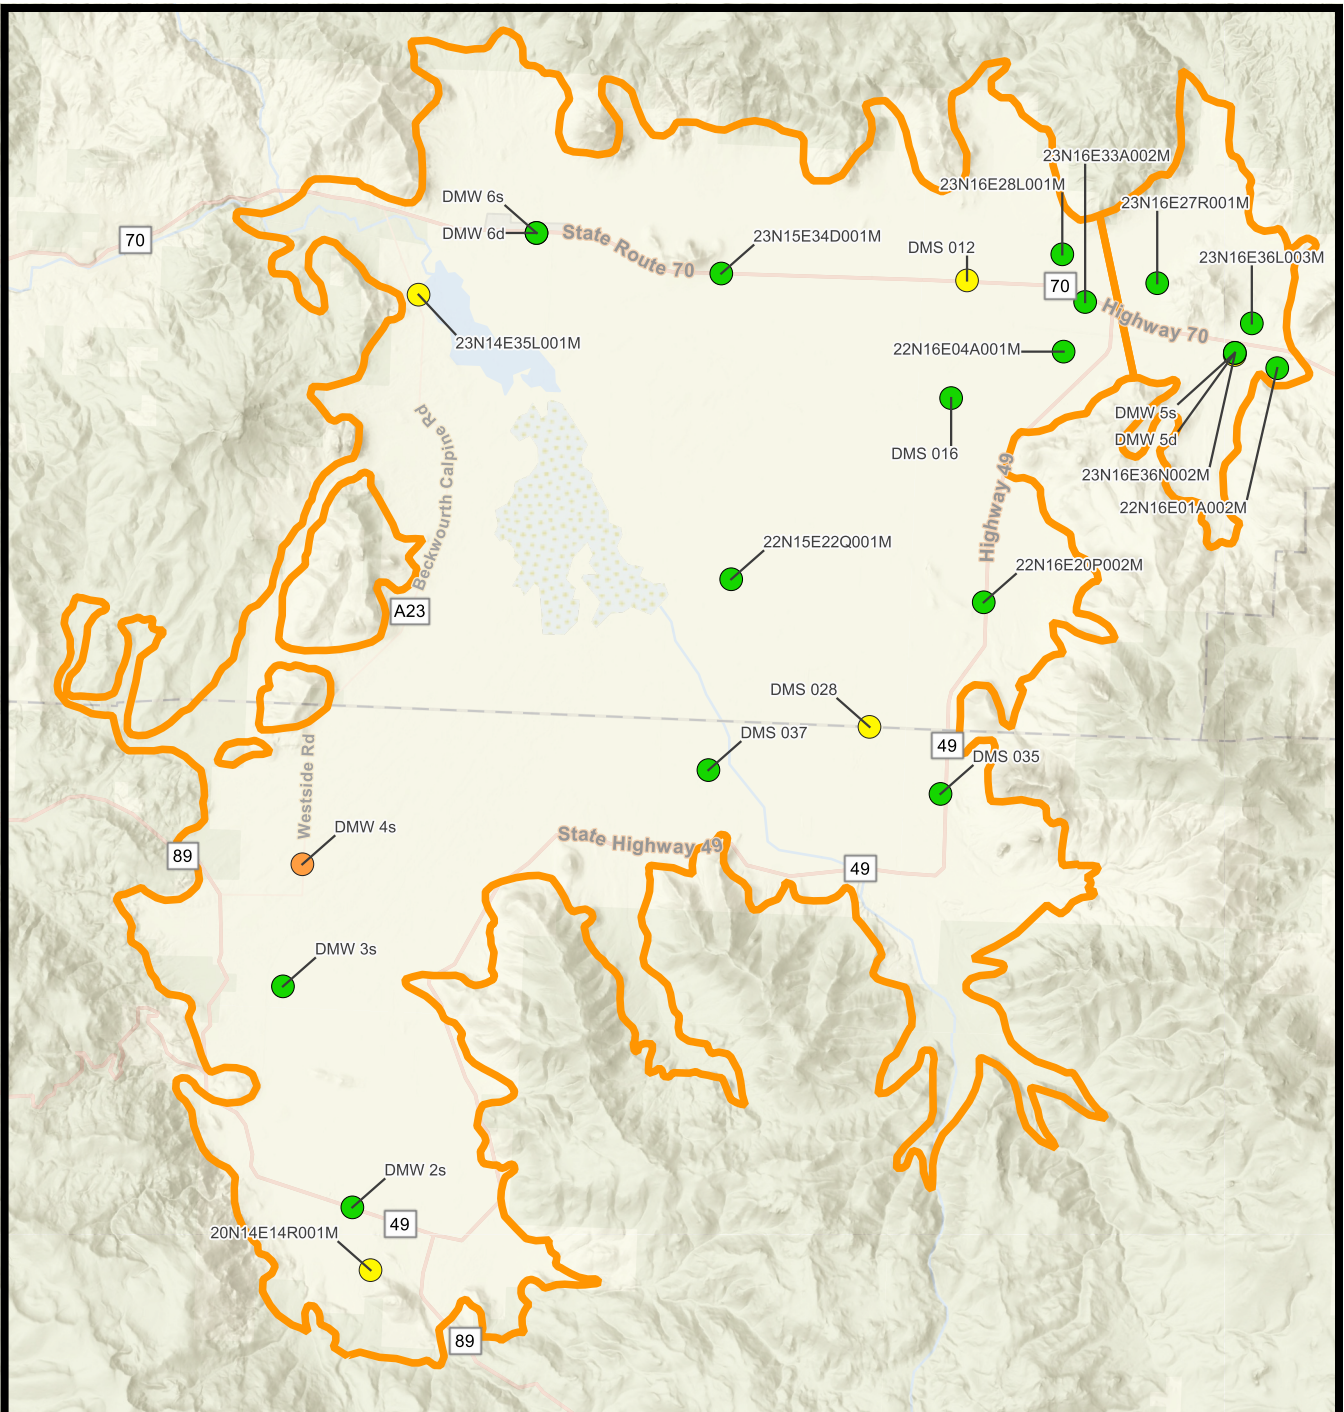 23N16E33A002M
23N16E28L001M
DMW 6s
23N16E27R001M
DMW 6d
State Route 70
23N15E34D001M
DMS 012
70
23N16E36L003M
70
Highway 70
23N14E35L001M
22N16E04A001M
Beckwourth Calpine Rd
DMW 5s
DMW 5d
DMS 016
23N16E36N002M
22N16E01A002M
Highway 49
22N15E22Q001M
22N16E20P002M
A23
DMS 028
DMS 037
49
DMS 035
Westside Rd
DMW 4s
State Highway 49
89
49
DMW 3s
DMW 2s
49
20N14E14R001M
89